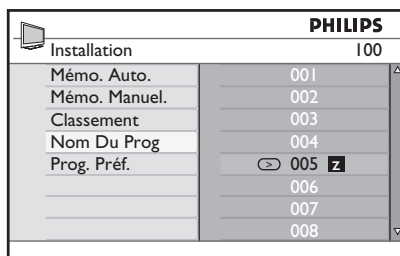 PHILIPS
Installation 100
Mémo. Auto. 001
Mémo. Manuel. 002
Classement 003
Nom Du Prog 004
Prog. Préf. > 005 z
006
007
008